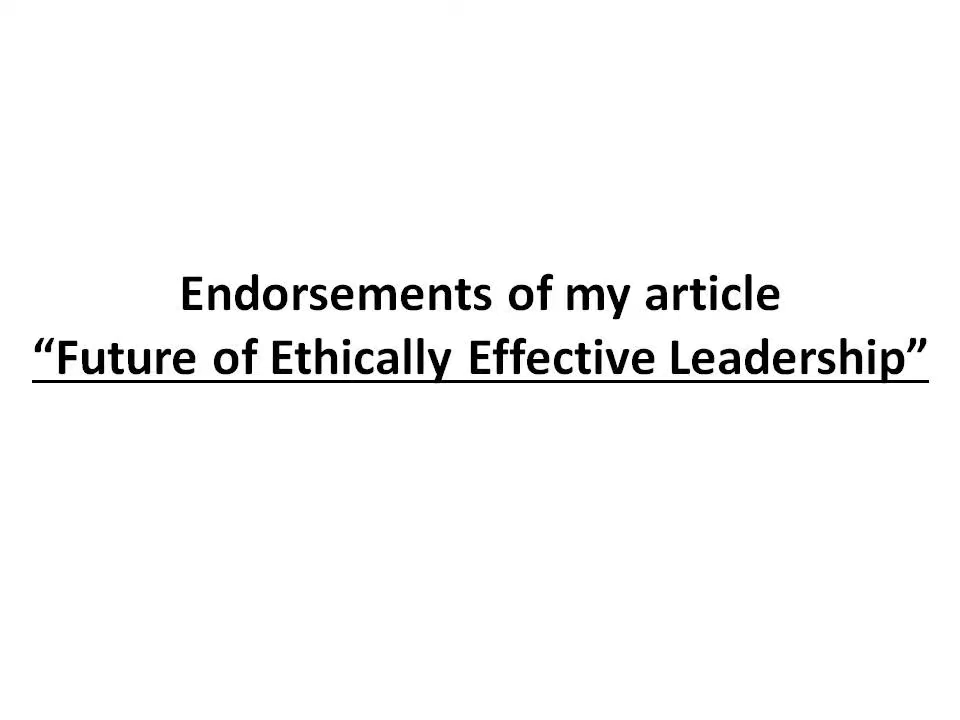 Endorsements of my article
“Future of Ethically Effective Leadership”